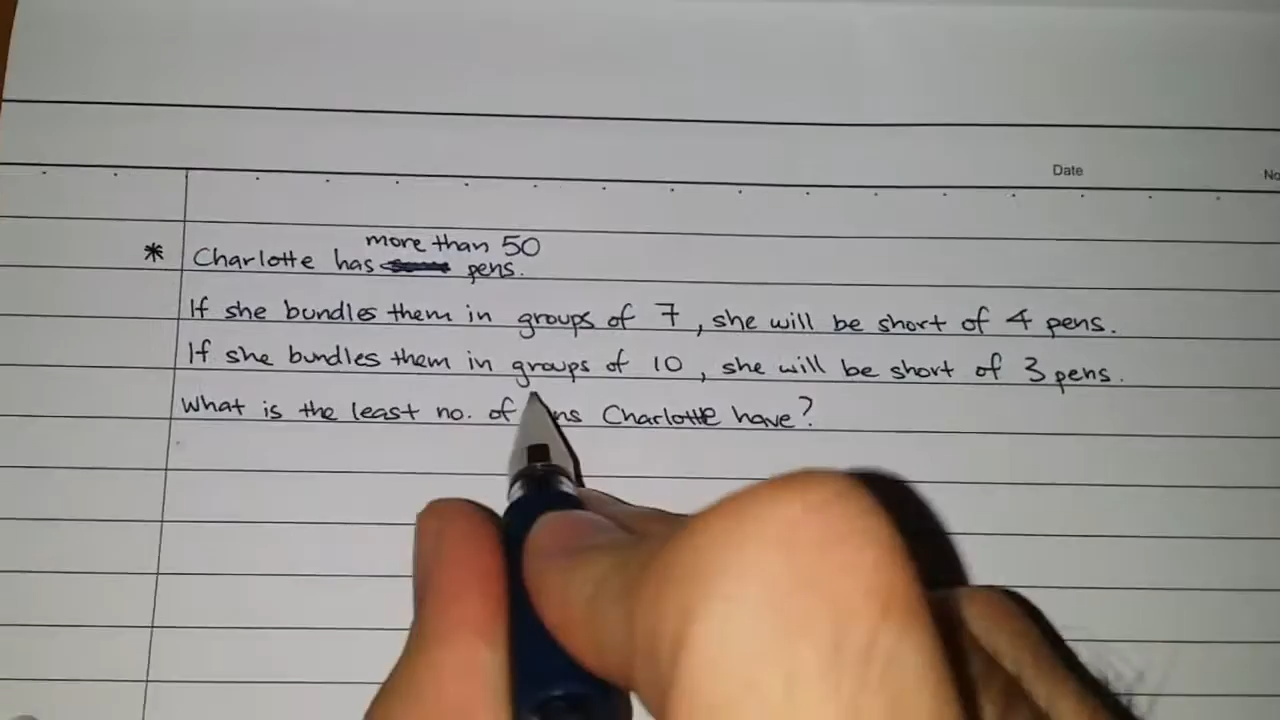 Date
No
more than 50
* Charlotte has pens.
If she bundles them in groups of 7, she will be short of 4 pens.
If she bundles them in groups of 10, she will be short of 3 pens.
What is the least no. of Charlotte have?